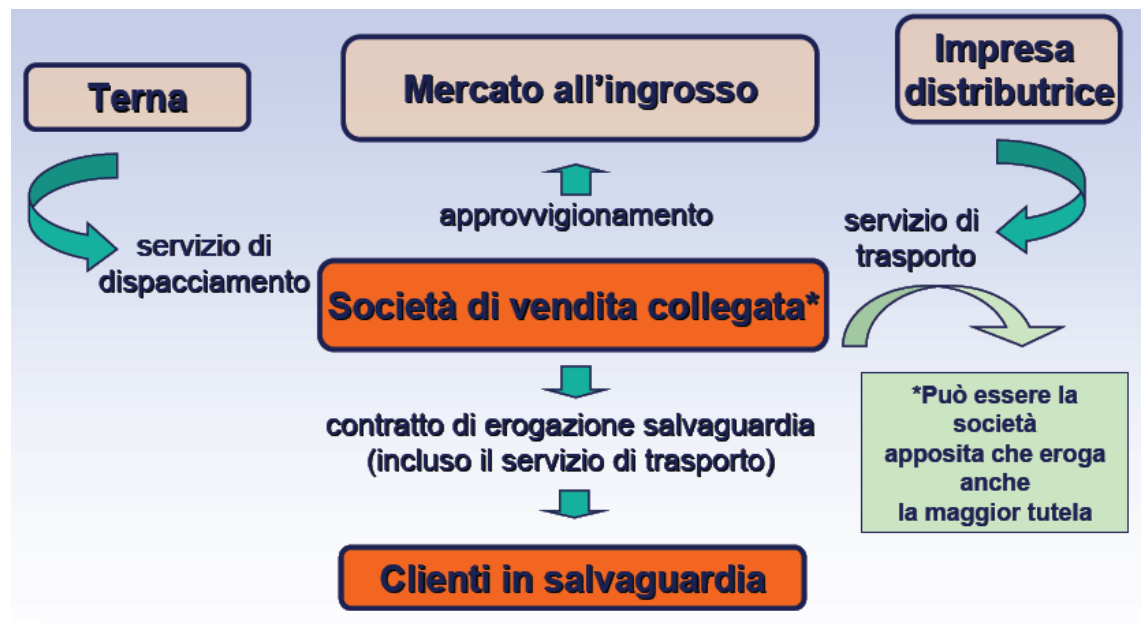 Terna
Mercato all'ingrosso
Impresa
distributrice
approvvigionamento
servizio di
dispacciamento
servizio di
trasporto
Società di vendita collegata*
contratto di erogazione salvaguardia
(incluso il servizio di trasporto)
*Può essere la
società
apposita che eroga
anche
la maggior tutela
Clienti in salvaguardia